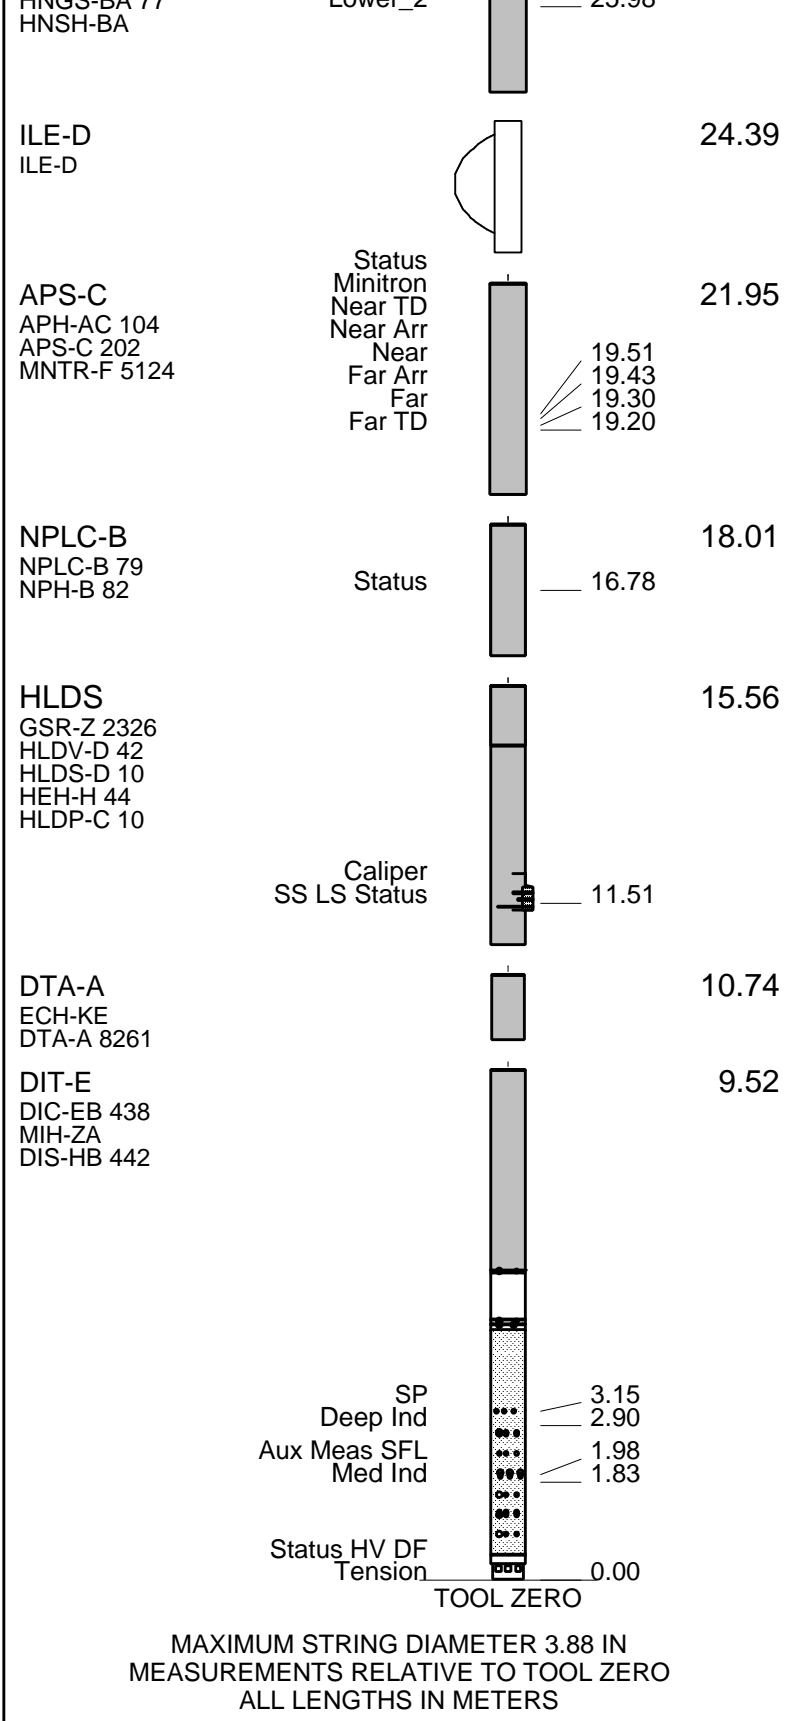 HNGS-BA 77
Lower_2 25.98
HNSH-BA
ILE-D 24.39
ILE-D
Status
Minitron
APS-C 21.95
Near TD
APH-AC 104
Near Arr
APS-C 202
Near 19.51
MNTR-F 5124
Far Arr 19.43
Far 19.30
Far TD 19.20
NPLC-B 18.01
NPLC-B 79
NPH-B 82
Status 16.78
HLDS 15.56
GSR-Z 2326
HLDV-D 42
HLDS-D 10
HEH-H 44
HLDP-C 10
Caliper
SS LS Status 11.51
DTA-A 10.74
ECH-KE
DTA-A 8261
DIT-E 9.52
DIC-EB 438
MIH-ZA
DIS-HB 442
SP 3.15
Deep Ind 2.90
Aux Meas SFL 1.98
Med Ind 1.83
Status HV DF
Tension 0.00
TOOL ZERO
MAXIMUM STRING DIAMETER 3.88 IN
MEASUREMENTS RELATIVE TO TOOL ZERO
ALL LENGTHS IN METERS